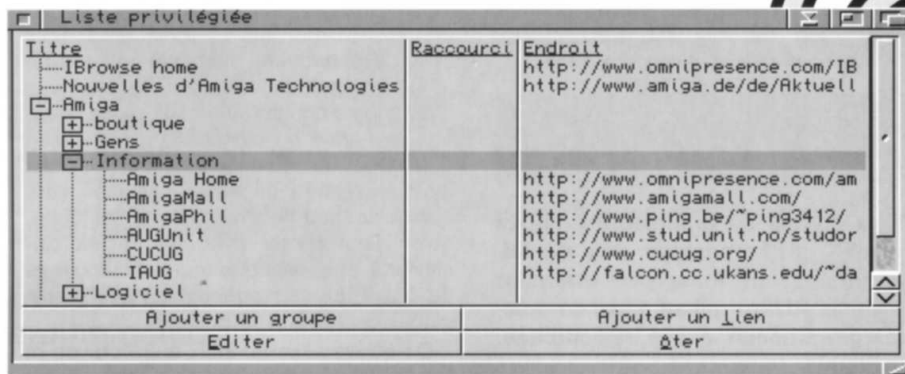 Liste privilégiée
Titre Raccourci Endroit
IBrowse home http://www.omnipresence.com/IB
Nouvelles d'Amiga Technologies http://www.amiga.de/de/Aktuell
Amiga
boutique
Gens
Information
Amiga Home http://www.omnipresence.com/am
AmigaMall http://www.amigamall.com/
AmigaPhil http://www.ping.be/~ping3412/
AUGUnit http://www.stud.unit.no/studor
CUCUG http://www.cucug.org/
IAUG http://falcon.cc.ukans.edu/~da
Logiciel
Ajouter un groupe Ajouter un Lien
Editer Ôter